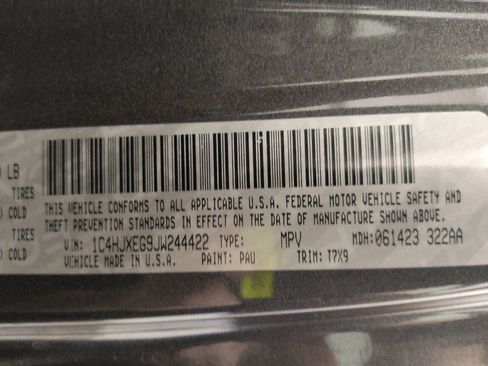 LB
TIRES
COLD
TIRES
COLD
THIS VEHICLE CONFORMS TO ALL APPLICABLE U.S.A. FEDERAL MOTOR VEHICLE SAFETY AND
THEFT PREVENTION STANDARDS IN EFFECT ON THE DATE OF MANUFACTURE SHOWN ABOVE.
VIN: 1C4HJXEG9JW244422 TYPE: MPV MDH: 061423 322AA
VEHICLE MADE IN U.S.A. PAINT: PAU TRIM: T7X9